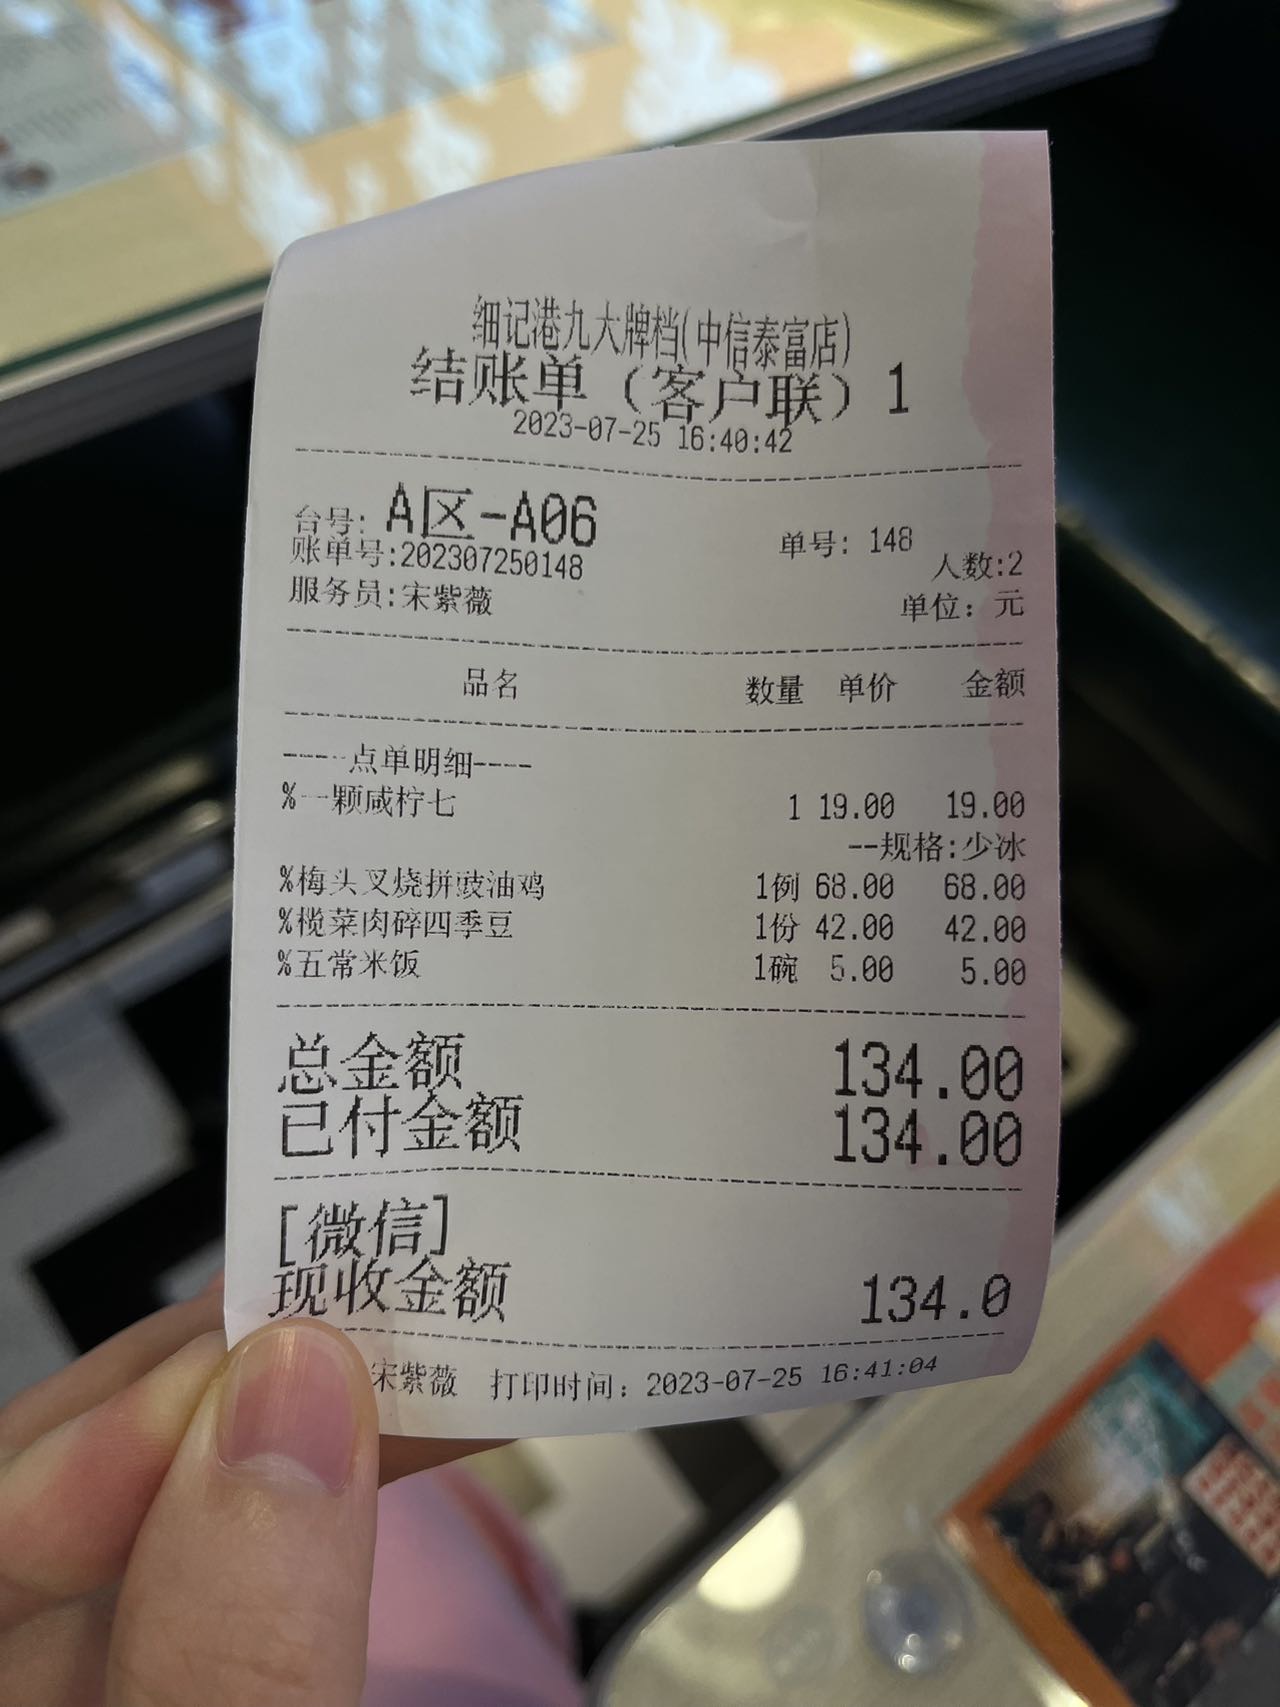 细记港九大牌档(中信泰富店)
结账单（客户联）1
2023-07-25 16:40:42
台号: A区-A06 单号: 148
账单号:202307250148 人数:2
服务员:宋紫薇 单位: 元
品名 数量 单价 金额
----点单明细----
%一颗咸柠七 1 19.00 19.00
--规格:少冰
%梅头叉烧拼豉油鸡 1例 68.00 68.00
%榄菜肉碎四季豆 1份 42.00 42.00
%五常米饭 1碗 5.00 5.00
总金额 134.00
已付金额 134.00
[微信]
现收金额 134.0
宋紫薇 打印时间: 2023-07-25 16:41:04